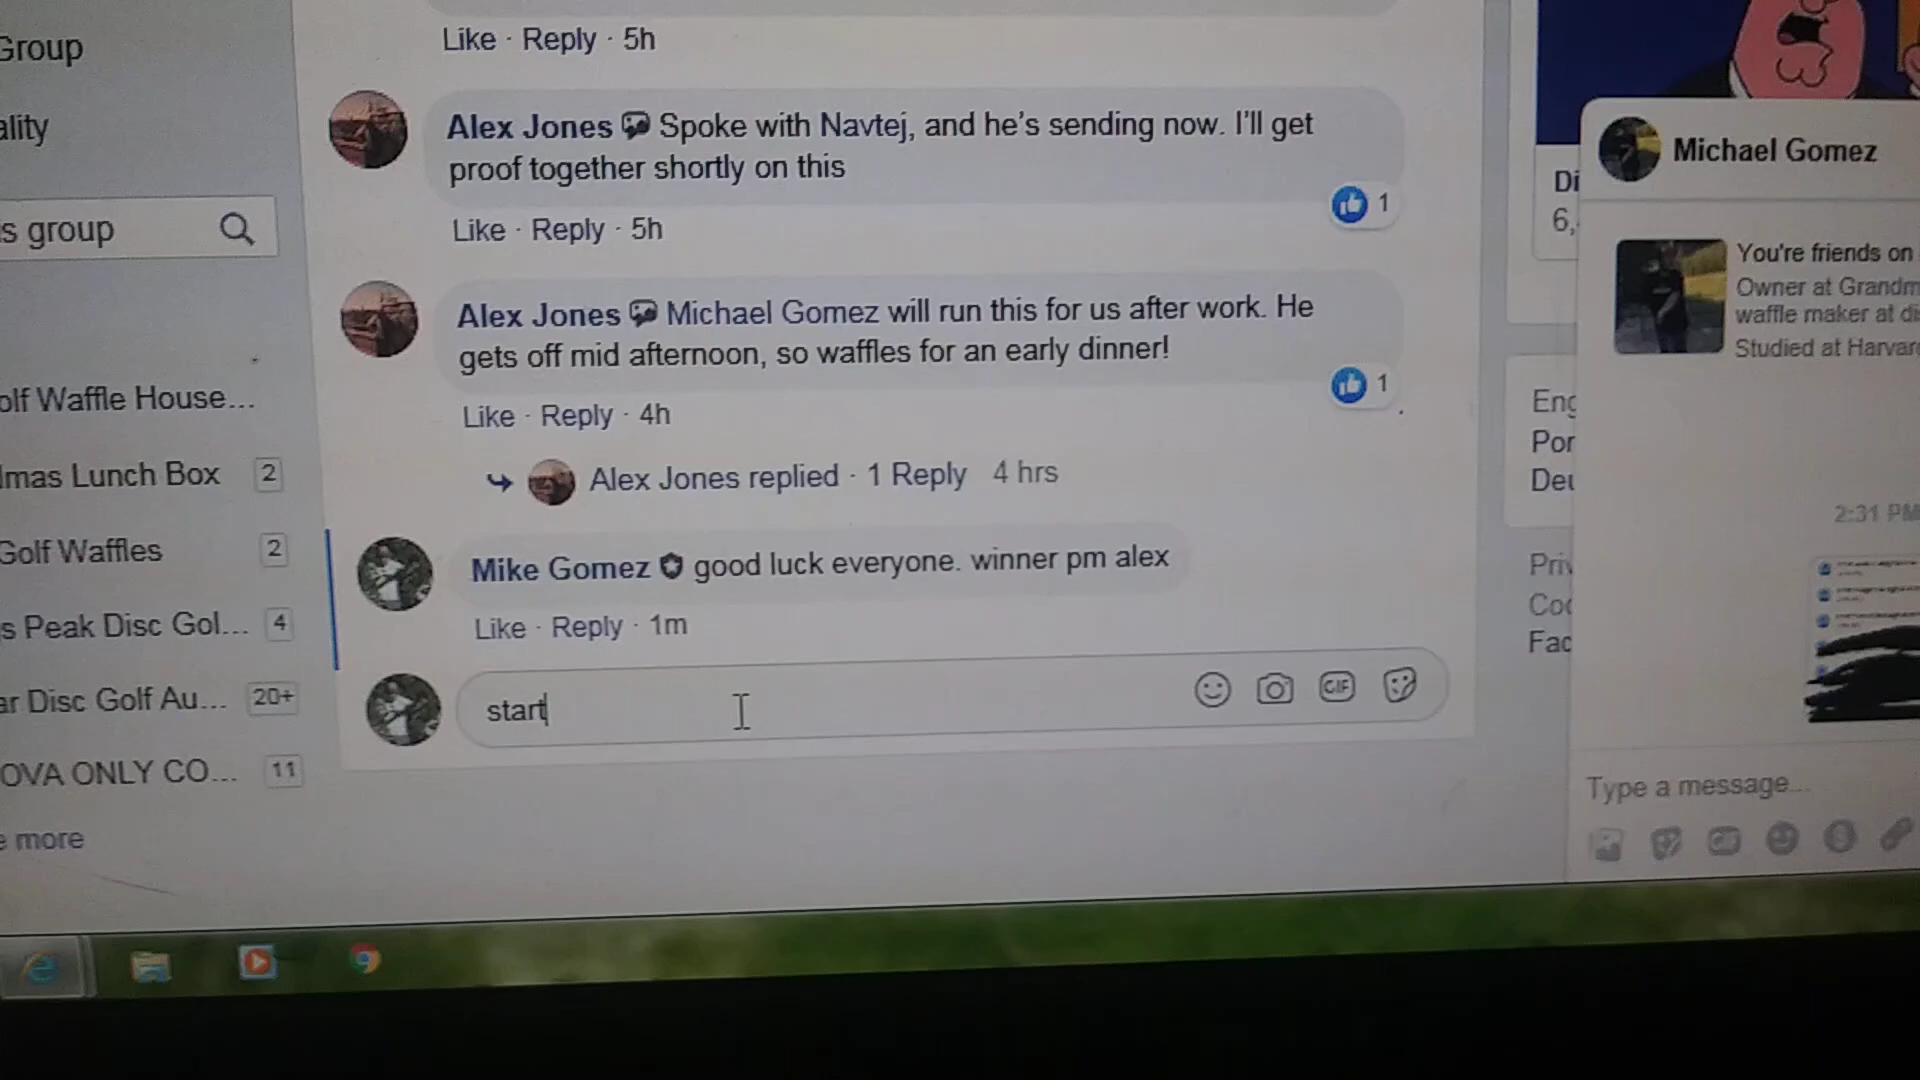 Group
ality
s group
olf Waffle House...
lmas Lunch Box 2
Golf Waffles 2
s Peak Disc Gol... 4
ar Disc Golf Au... 20+
OVA ONLY CO... 11
e more
Like · Reply · 5h
Alex Jones Spoke with Navtej, and he's sending now. I'll get
proof together shortly on this
1
Like · Reply · 5h
Alex Jones Michael Gomez will run this for us after work. He
gets off mid afternoon, so waffles for an early dinner!
1
Like · Reply · 4h
Alex Jones replied · 1 Reply 4 hrs
Mike Gomez good luck everyone. winner pm alex
Like · Reply · 1m
start
GIF
Di
6,
Eng
Por
Deu
Priv
Coo
Fac
Michael Gomez
You're friends on
Owner at Grandm
waffle maker at di
Studied at Harvar
2:31 PM
Type a message...